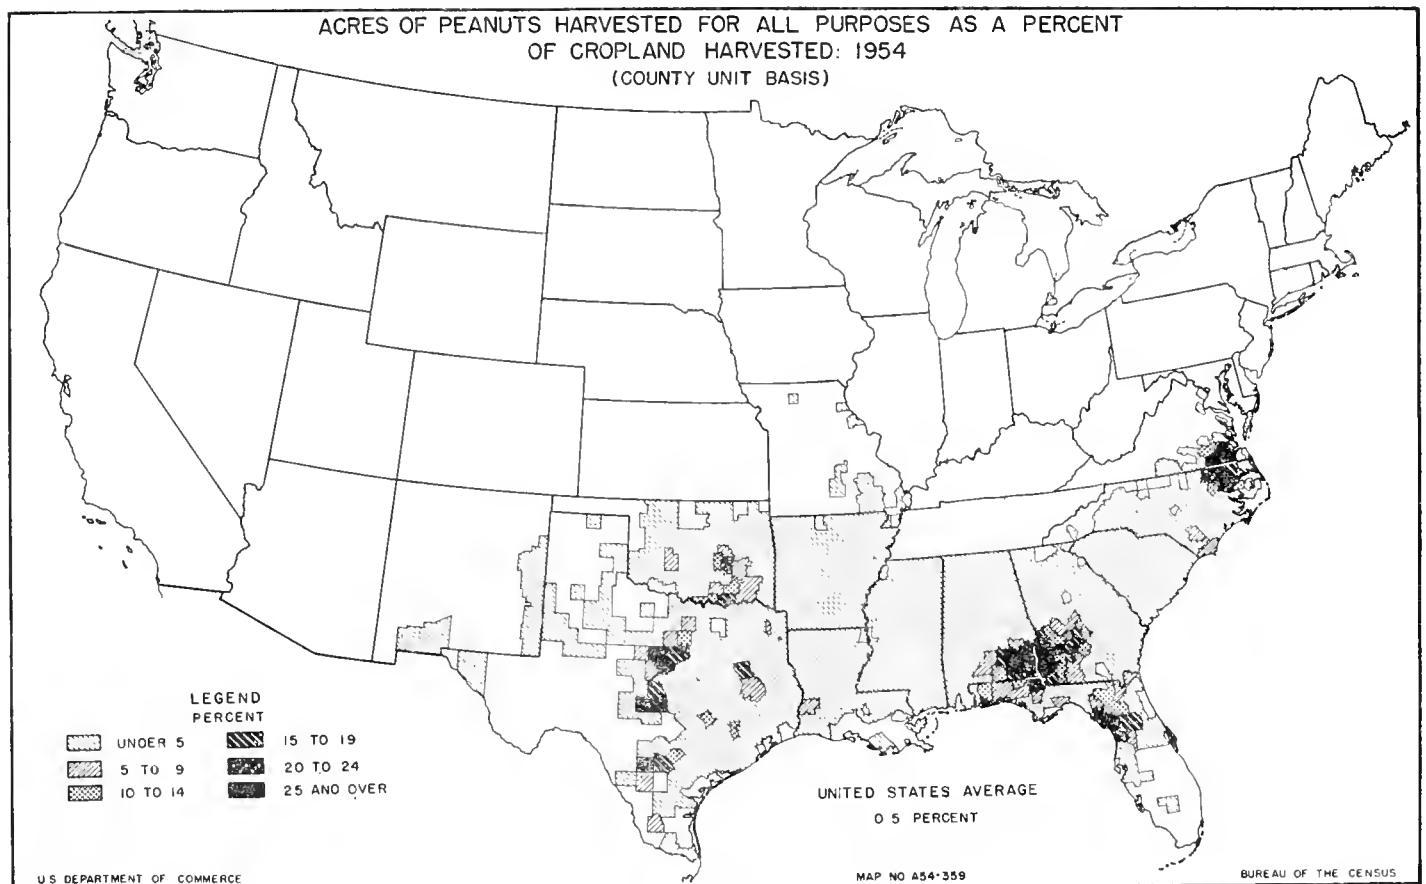 ACRES OF PEANUTS HARVESTED FOR ALL PURPOSES AS A PERCENT
OF CROPLAND HARVESTED: 1954
(COUNTY UNIT BASIS)
LEGEND
PERCENT
UNDER 5
5 TO 9
10 TO 14
15 TO 19
20 TO 24
25 AND OVER
UNITED STATES AVERAGE
0 5 PERCENT
U S DEPARTMENT OF COMMERCE
MAP NO A54-359
BUREAU OF THE CENSUS